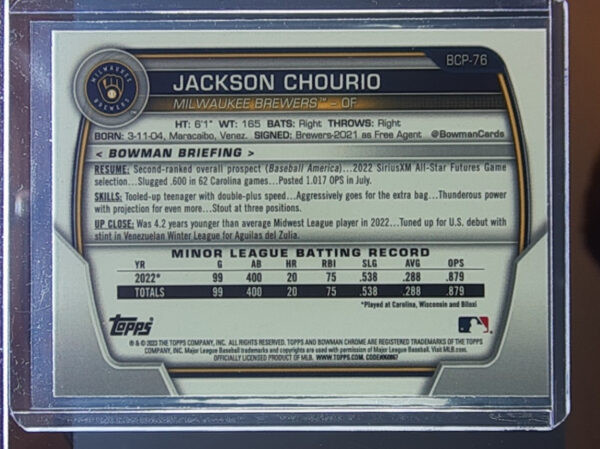 BCP-76
MILWAUKEE
BREWERS
JACKSON CHOURIO
MILWAUKEE BREWERS™ - OF
HT: 6'1" WT: 165 BATS: Right THROWS: Right
BORN: 3-11-04, Maracaibo, Venez. SIGNED: Brewers-2021 as Free Agent @BowmanCards
< BOWMAN BRIEFING >
RESUME: Second-ranked overall prospect (Baseball America)...2022 SiriusXM All-Star Futures Game
selection...Slugged .600 in 62 Carolina games...Posted 1.017 OPS in July.
SKILLS: Tooled-up teenager with double-plus speed...Aggressively goes for the extra bag...Thunderous power
with projection for even more...Stout at three positions.
UP CLOSE: Was 4.2 years younger than average Midwest League player in 2022...Tuned up for U.S. debut with
stint in Venezuelan Winter League for Aguilas del Zulia.
MINOR LEAGUE BATTING RECORD
YR G AB HR RBI SLG AVG OPS
2022* 99 400 20 75 .538 .288 .879
TOTALS 99 400 20 75 .538 .288 .879
*Played at Carolina, Wisconsin and Biloxi
Topps
® & © 2023 THE TOPPS COMPANY, INC. ALL RIGHTS RESERVED. TOPPS AND BOWMAN CHROME ARE REGISTERED TRADEMARKS OF THE TOPPS
COMPANY, INC. Major League Baseball trademarks and copyrights are used with permission of Major League Baseball. Visit MLB.com.
OFFICIALLY LICENSED PRODUCT OF MLB. WWW.TOPPS.COM.